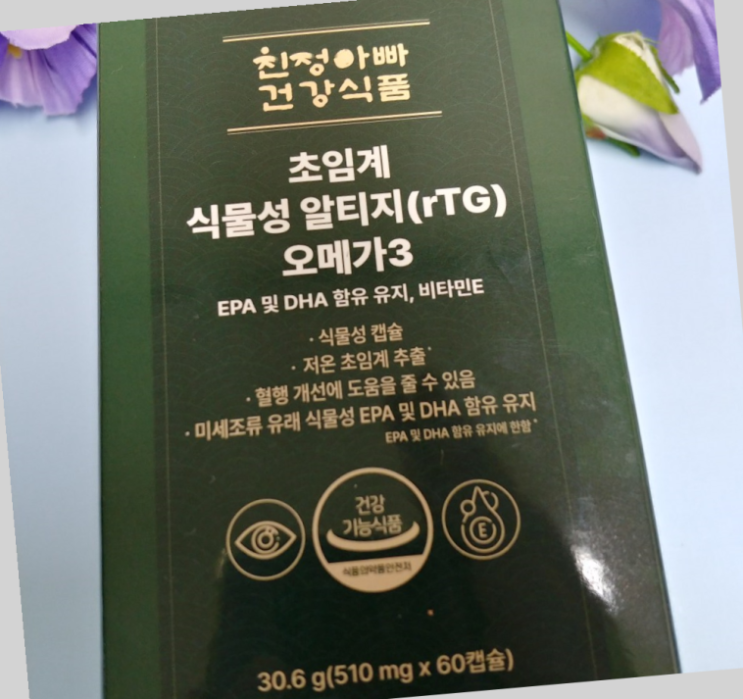 친정아빠
건강식품
초임계
식물성 알티지(rTG)
오메가3
EPA 및 DHA 함유 유지, 비타민E
· 식물성 캡슐
· 저온 초임계 추출*
· 혈행 개선에 도움을 줄 수 있음
· 미세조류 유래 식물성 EPA 및 DHA 함유 유지
EPA 및 DHA 함유 유지에 한함*
건강
기능식품
식품의약품안전처
E
30.6 g(510 mg x 60캡슐)